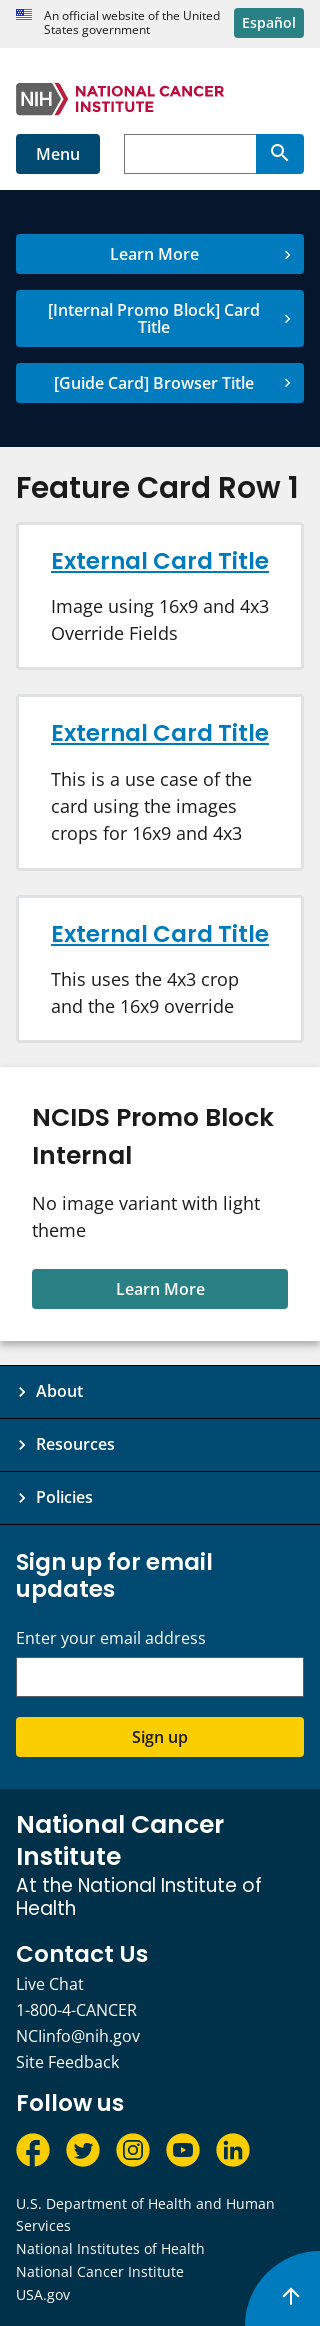 An official website of the United
States government
Español
NIH NATIONAL CANCER
INSTITUTE
Menu
Learn More
[Internal Promo Block] Card
Title
[Guide Card] Browser Title
Feature Card Row 1
External Card Title
Image using 16x9 and 4x3
Override Fields
External Card Title
This is a use case of the
card using the images
crops for 16x9 and 4x3
External Card Title
This uses the 4x3 crop
and the 16x9 override
NCIDS Promo Block
Internal
No image variant with light
theme
Learn More
About
Resources
Policies
Sign up for email
updates
Enter your email address
Sign up
National Cancer
Institute
At the National Institute of
Health
Contact Us
Live Chat
1-800-4-CANCER
NCIinfo@nih.gov
Site Feedback
Follow us
U.S. Department of Health and Human
Services
National Institutes of Health
National Cancer Institute
USA.gov